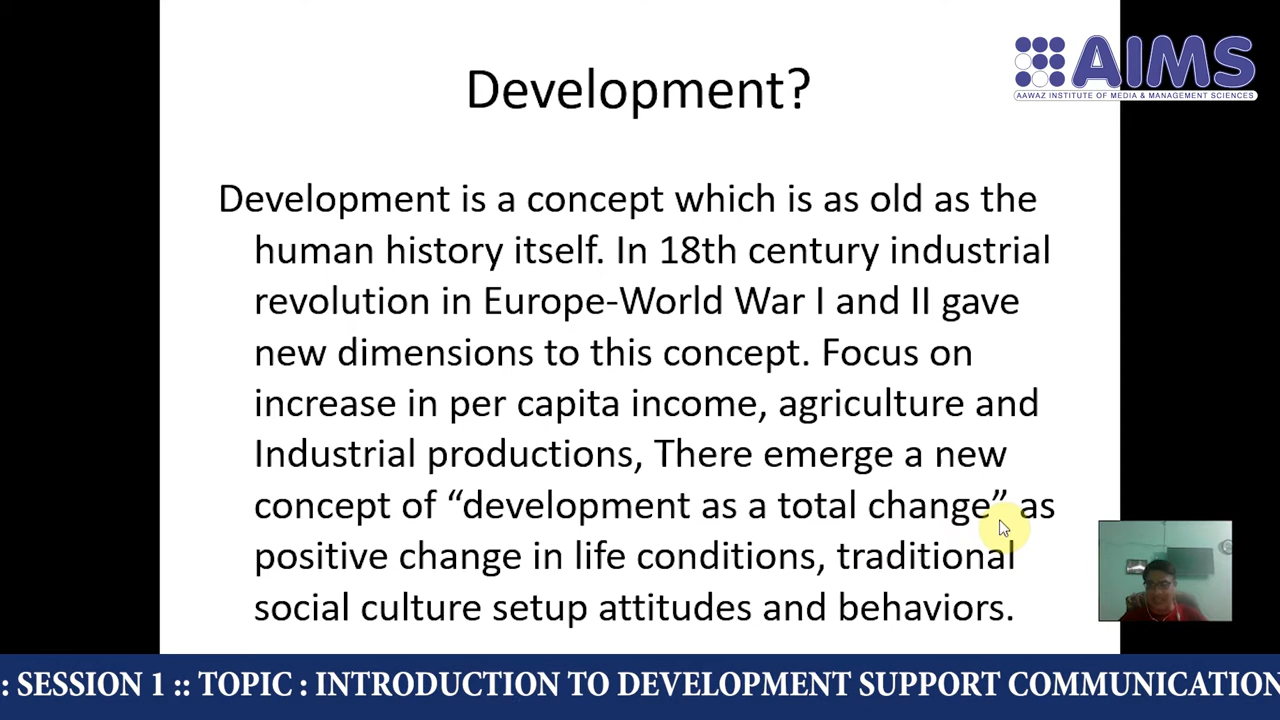 AIMS
AAWAZ INSTITUTE OF MEDIA & MANAGEMENT SCIENCES
Development?
Development is a concept which is as old as the
human history itself. In 18th century industrial
revolution in Europe-World War I and II gave
new dimensions to this concept. Focus on
increase in per capita income, agriculture and
Industrial productions, There emerge a new
concept of “development as a total change” as
positive change in life conditions, traditional
social culture setup attitudes and behaviors.
: SESSION 1 :: TOPIC : INTRODUCTION TO DEVELOPMENT SUPPORT COMMUNICATION